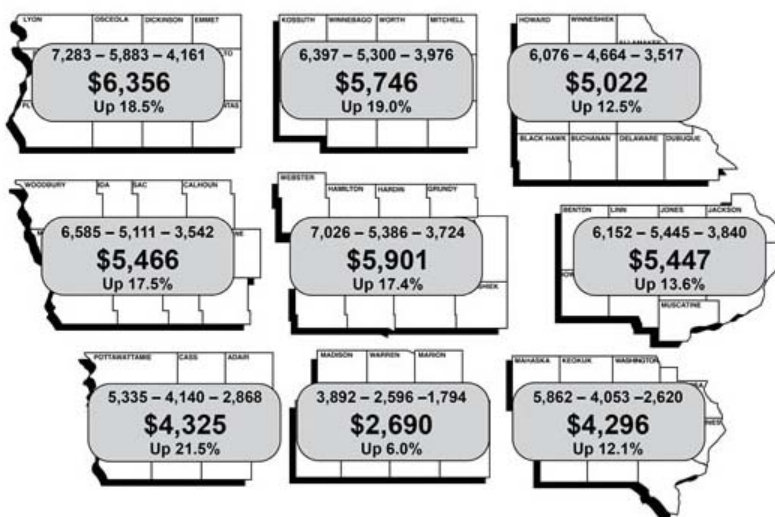 LYON OSCEOLA DICKINSON EMMET
7,283 – 5,883 – 4,161
$6,356
Up 18.5%
KOSSUTH WINNEBAGO WORTH MITCHELL
6,397 – 5,300 – 3,976
$5,746
Up 19.0%
HOWARD WINNESHIEK
6,076 – 4,664 – 3,517
$5,022
Up 12.5%
BLACK HAWK BUCHANAN DELAWARE DUBUQUE
WOODBURY IDA SAC CALHOUN
6,585 – 5,111 – 3,542
$5,466
Up 17.5%
WEBSTER
HAMILTON HARDIN GRUNDY
7,026 – 5,386 – 3,724
$5,901
Up 17.4%
SHIEK
BENTON LINN JONES JACKSON
6,152 – 5,445 – 3,840
$5,447
Up 13.6%
MUSCATINE
POTTAWATTAMIE CASS ADAIR
5,335 – 4,140 – 2,868
$4,325
Up 21.5%
MADISON WARREN MARION
3,892 – 2,596 –1,794
$2,690
Up 6.0%
MAHASKA KEOKUK WASHINGTON
5,862 – 4,053 –2,620
$4,296
Up 12.1%